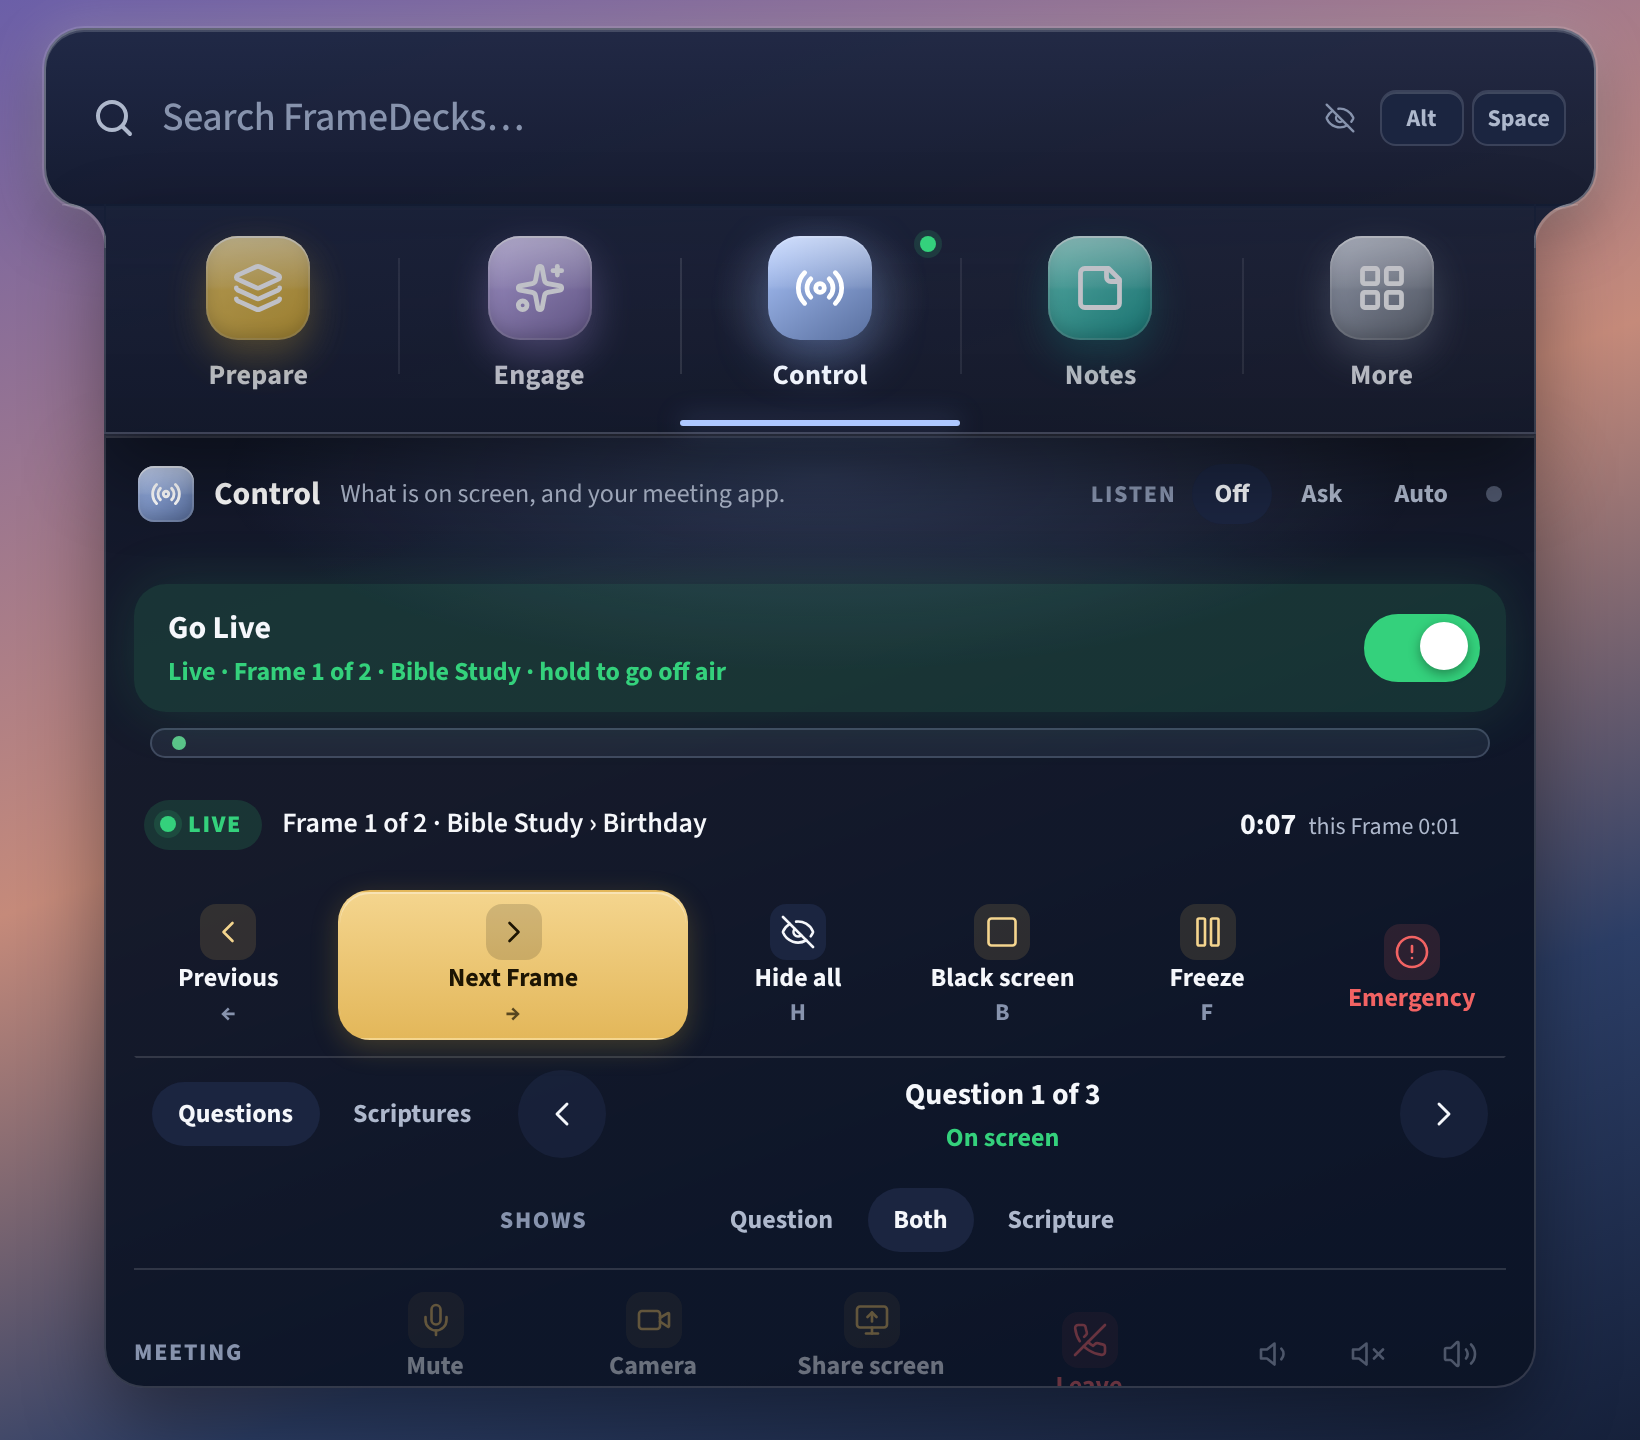 Search FrameDecks...
Alt
Space
Prepare
Engage
Control
Notes
More
Control
What is on screen, and your meeting app.
LISTEN
Off
Ask
Auto
Go Live
Live · Frame 1 of 2 · Bible Study · hold to go off air
LIVE
Frame 1 of 2 · Bible Study › Birthday
0:07
this Frame 0:01
Previous
←
Next Frame
→
Hide all
H
Black screen
B
Freeze
F
Emergency
Questions
Scriptures
Question 1 of 3
On screen
SHOWS
Question
Both
Scripture
MEETING
Mute
Camera
Share screen
Leave